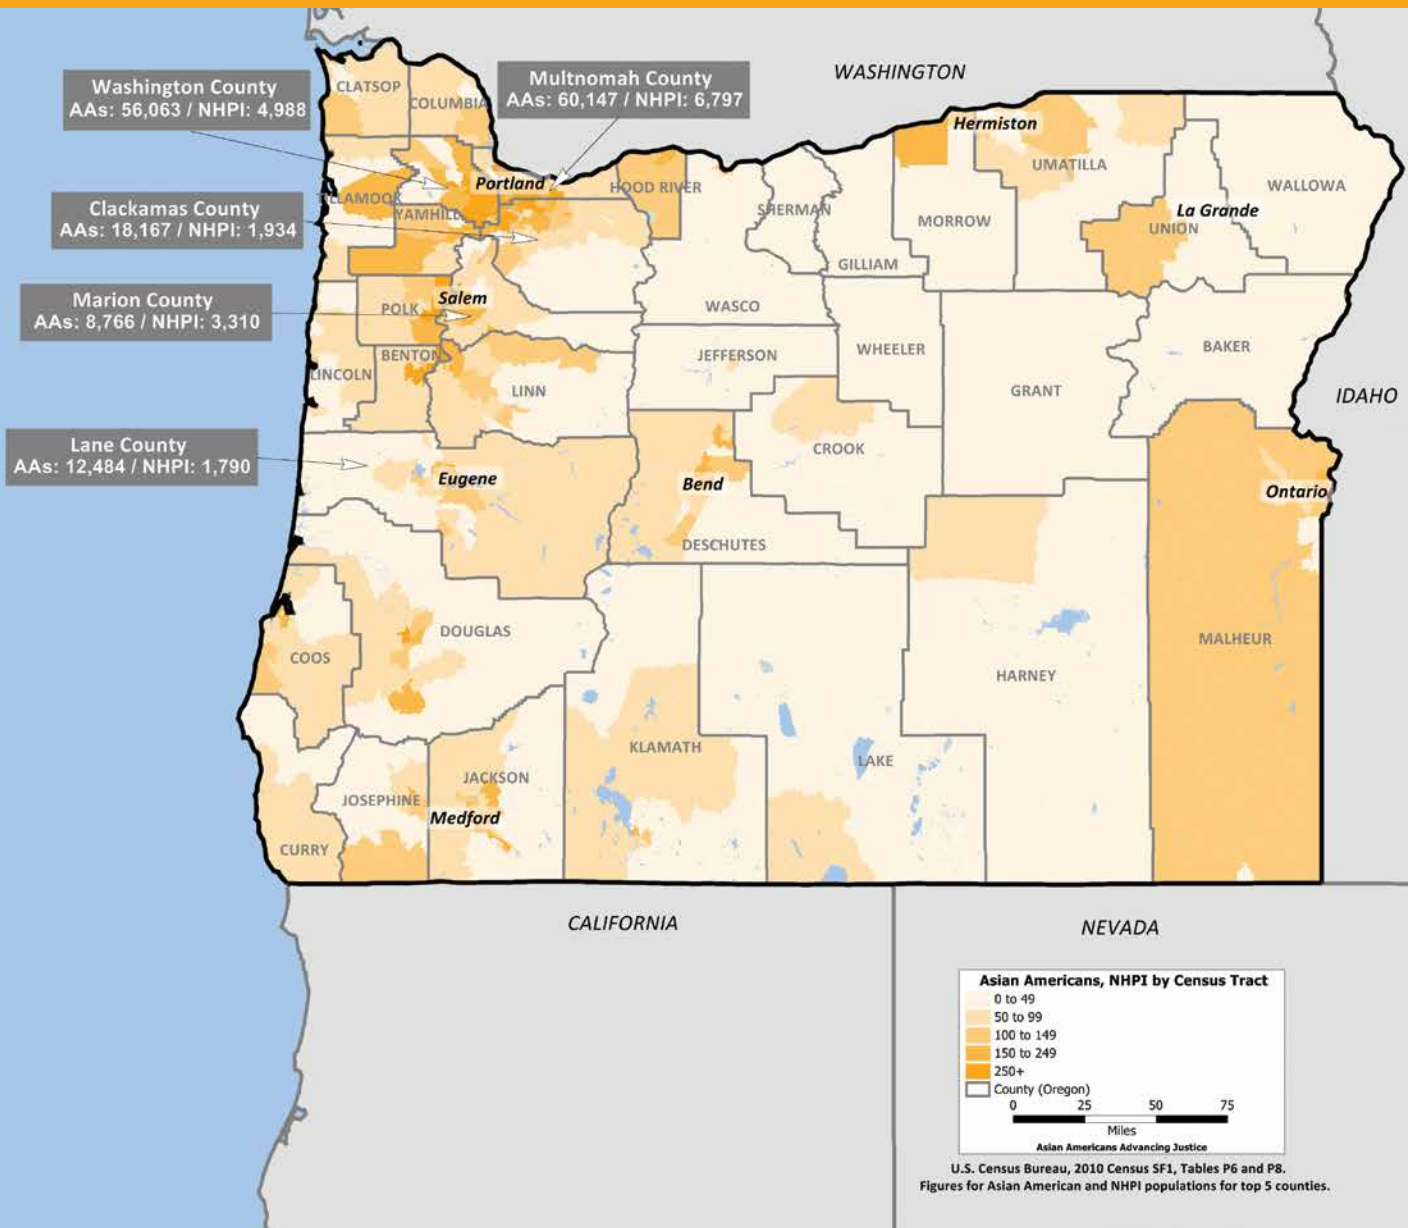 WASHINGTON
Washington County
AAs: 56,063 / NHPI: 4,988
Multnomah County
AAs: 60,147 / NHPI: 6,797
Clackamas County
AAs: 18,167 / NHPI: 1,934
Marion County
AAs: 8,766 / NHPI: 3,310
Lane County
AAs: 12,484 / NHPI: 1,790
CLATSOP
COLUMBIA
Hermiston
UMATILLA
WALLOWA
Portland
HOOD RIVER
TILLAMOOK
YAMHILL
SHERMAN
MORROW
La Grande
UNION
GILLIAM
Salem
POLK
WASCO
BENTON
JEFFERSON
WHEELER
BAKER
LINCOLN
LINN
GRANT
IDAHO
CROOK
Eugene
Bend
Ontario
DESCHUTES
DOUGLAS
MALHEUR
COOS
HARNEY
KLAMATH
LAKE
JACKSON
JOSEPHINE
Medford
CURRY
CALIFORNIA
NEVADA
Asian Americans, NHPI by Census Tract
0 to 49
50 to 99
100 to 149
150 to 249
250+
County (Oregon)
0 25 50 75
Miles
Asian Americans Advancing Justice
U.S. Census Bureau, 2010 Census SF1, Tables P6 and P8.
Figures for Asian American and NHPI populations for top 5 counties.